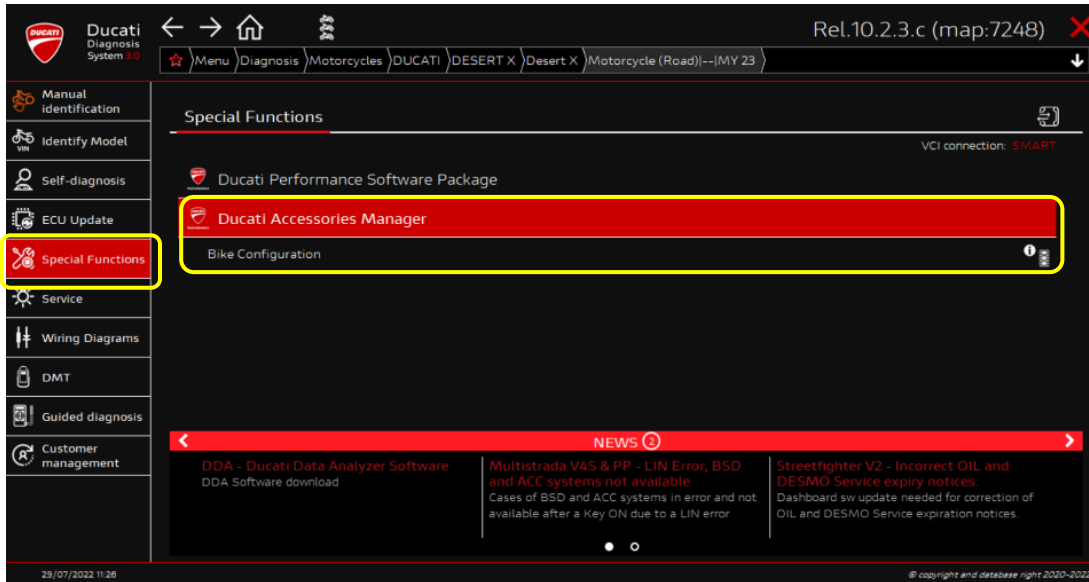 DUCATI
Ducati
Diagnosis
System 3.0
Rel.10.2.3.c (map:7248)
Menu Diagnosis Motorcycles DUCATI DESERT X Desert X Motorcycle (Road)|--|MY 23
Manual
identification
VIN
Identify Model
Self-diagnosis
ECU Update
Special Functions
Service
Wiring Diagrams
DMT
Guided diagnosis
Customer
management
Special Functions
VCI connection: SMART
Ducati Performance Software Package
Ducati Accessories Manager
Bike Configuration
NEWS 2
DDA - Ducati Data Analyzer Software
DDA Software download
Multistrada V4S & PP - LIN Error, BSD
and ACC systems not available
Cases of BSD and ACC systems in error and not
available after a Key ON due to a LIN error
Streetfighter V2 - Incorrect OIL and
DESMO Service expiry notices.
Dashboard sw update needed for correction of
OIL and DESMO Service expiration notices.
29/07/2022 11:26
© copyright and database right 2020-202